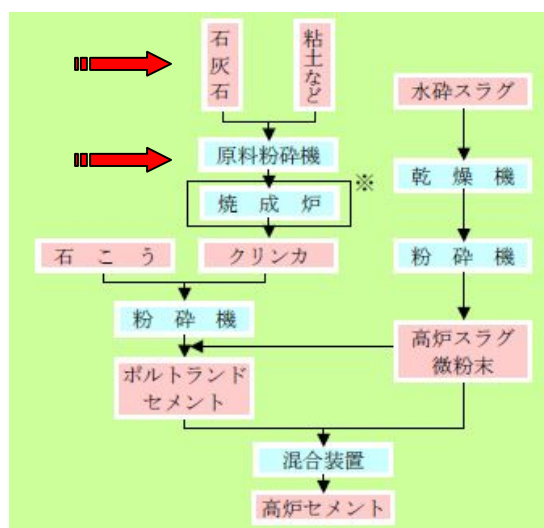 石灰石
粘土など
水砕スラグ
原料粉砕機
※
乾燥機
焼成炉
石こう
クリンカ
粉砕機
粉砕機
高炉スラグ
微粉末
ポルトランド
セメント
混合装置
高炉セメント